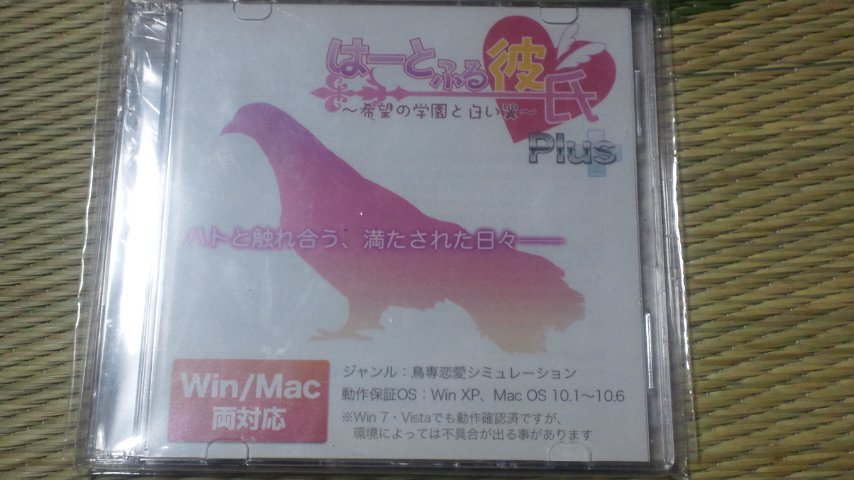 はーとふる彼氏
～希望の学園と白い翼～
Plus
ハトと触れ合う、満たされた日々――
Win/Mac
両対応
ジャンル：鳥専恋愛シミュレーション
動作保証OS：Win XP、Mac OS 10.1～10.6
※Win 7・Vistaでも動作確認済ですが、
環境によっては不具合が出る事があります